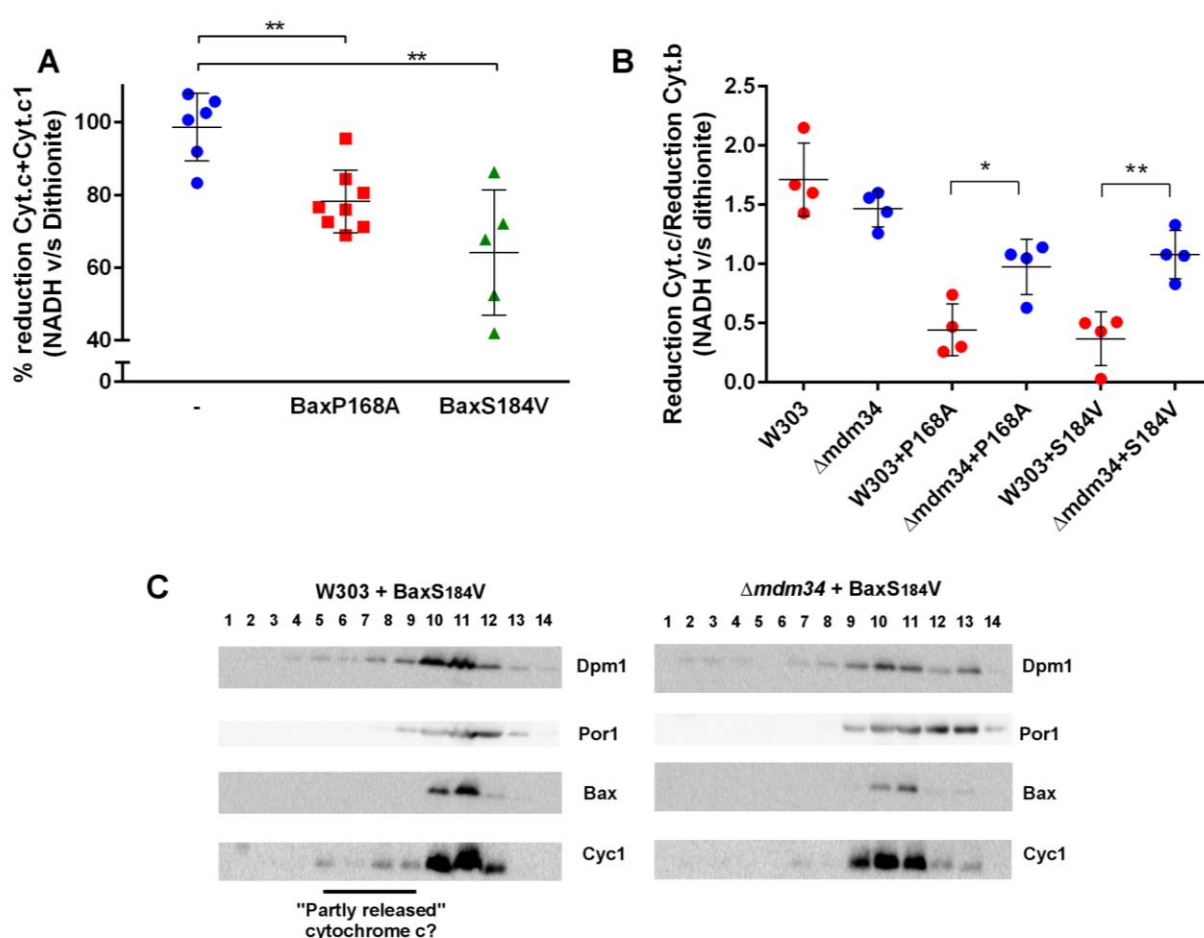 A
**
**
% reduction Cyt.c+Cyt.c1
(NADH v/s Dithionite)
100
80
60
40
0
-
BaxP168A
BaxS184V
B
Reduction Cyt.c/Reduction Cyt.b
(NADH v/s dithionite)
2.5
2.0
1.5
1.0
0.5
0.0
*
**
W303
Δmdm34
W303+P168A
Δmdm34+P168A
W303+S184V
Δmdm34+S184V
C
W303 + BaxS184V
1 2 3 4 5 6 7 8 9 10 11 12 13 14
Dpm1
Por1
Bax
Cyc1
"Partly released"
cytochrome c?
Δmdm34 + BaxS184V
1 2 3 4 5 6 7 8 9 10 11 12 13 14
Dpm1
Por1
Bax
Cyc1